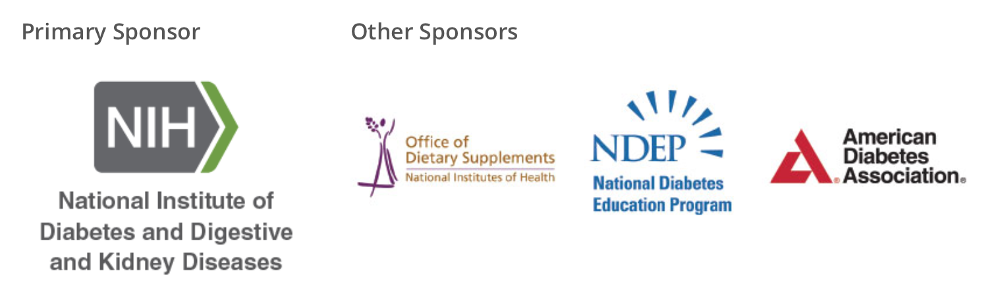 Primary Sponsor
Other Sponsors
NIH
National Institute of
Diabetes and Digestive
and Kidney Diseases
Office of
Dietary Supplements
National Institutes of Health
NDEP
National Diabetes
Education Program
American
Diabetes
Association®
®